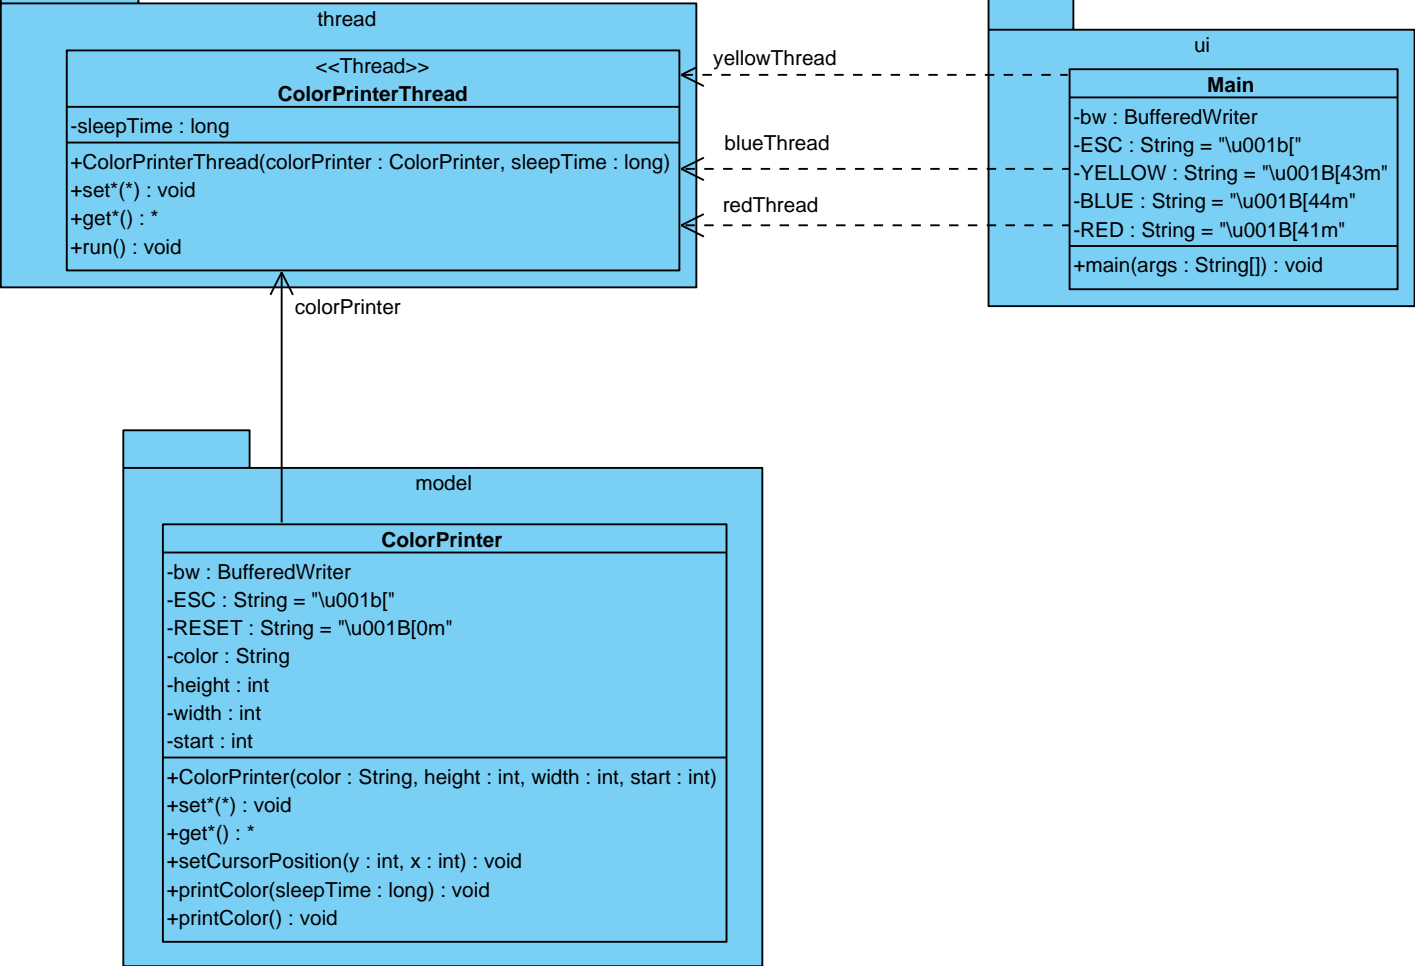 thread
<<Thread>>
ColorPrinterThread
-sleepTime : long
+ColorPrinterThread(colorPrinter : ColorPrinter, sleepTime : long)
+set*(*) : void
+get*() : *
+run() : void
yellowThread
blueThread
redThread
ui
Main
-bw : BufferedWriter
-ESC : String = "\u001b["
-YELLOW : String = "\u001B[43m"
-BLUE : String = "\u001B[44m"
-RED : String = "\u001B[41m"
+main(args : String[]) : void
colorPrinter
model
ColorPrinter
-bw : BufferedWriter
-ESC : String = "\u001b["
-RESET : String = "\u001B[0m"
-color : String
-height : int
-width : int
-start : int
+ColorPrinter(color : String, height : int, width : int, start : int)
+set*(*) : void
+get*() : *
+setCursorPosition(y : int, x : int) : void
+printColor(sleepTime : long) : void
+printColor() : void